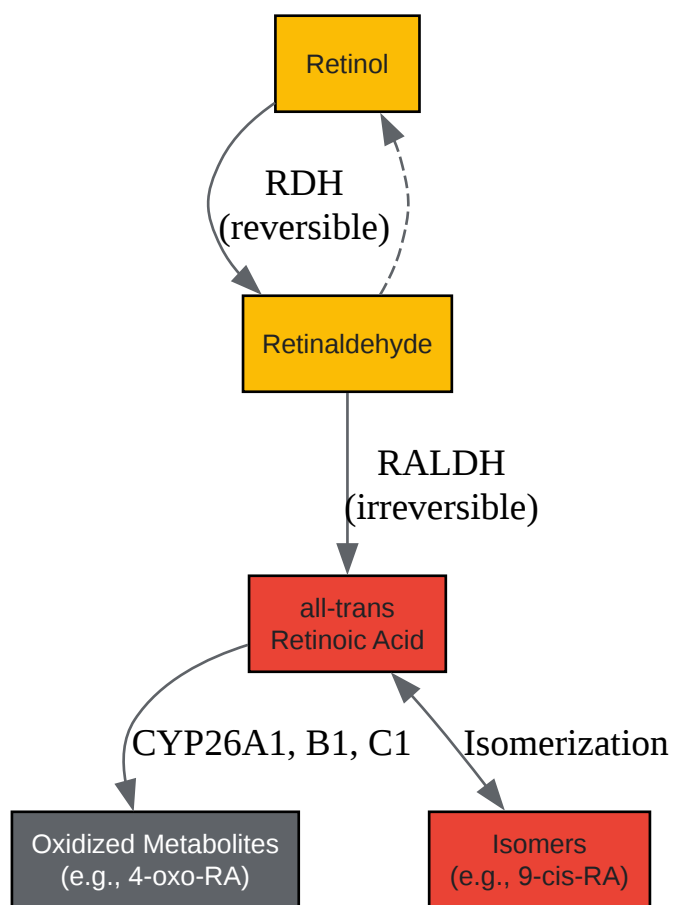 Retinol
RDH
(reversible)
Retinaldehyde
RALDH
(irreversible)
all-trans
Retinoic Acid
CYP26A1, B1, C1
Isomerization
Oxidized Metabolites
(e.g., 4-oxo-RA)
Isomers
(e.g., 9-cis-RA)